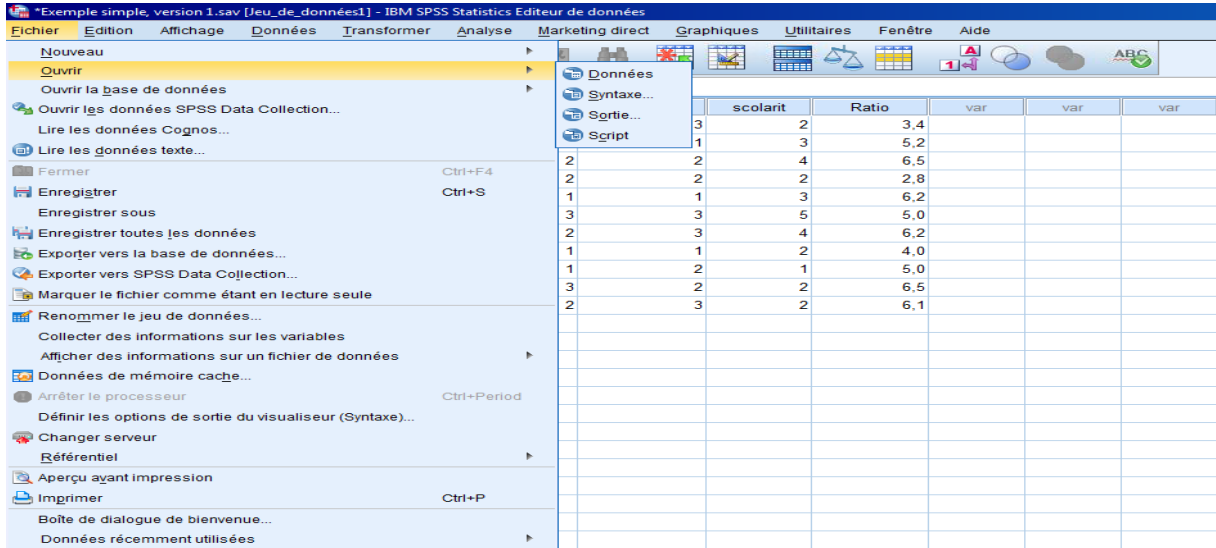 *Exemple simple, version 1.sav [Jeu_de_données1] - IBM SPSS Statistics Editeur de données
Fichier Edition Affichage Données Transformer Analyse Marketing direct Graphiques Utilitaires Fenêtre Aide
Nouveau
Ouvrir
Ouvrir la base de données
Ouvrir les données SPSS Data Collection...
Lire les données Cognos...
Lire les données texte...
Fermer Ctrl+F4
Enregistrer Ctrl+S
Enregistrer sous
Enregistrer toutes les données
Exporter vers la base de données...
Exporter vers SPSS Data Collection...
Marquer le fichier comme étant en lecture seule
Renommer le jeu de données...
Collecter des informations sur les variables
Afficher des informations sur un fichier de données
Données de mémoire cache...
Arrêter le processeur Ctrl+Period
Définir les options de sortie du visualiseur (Syntaxe)...
Changer serveur
Référentiel
Aperçu avant impression
Imprimer Ctrl+P
Boîte de dialogue de bienvenue...
Données récemment utilisées
Données
Syntaxe...
Sortie...
Script
A
1
ABC
scolarit Ratio var var var
3 2 3,4
1 3 5,2
2 2 4 6,5
2 2 2 2,8
1 1 3 6,2
3 3 5 5,0
2 3 4 6,2
1 1 2 4,0
1 2 1 5,0
3 2 2 6,5
2 3 2 6,1